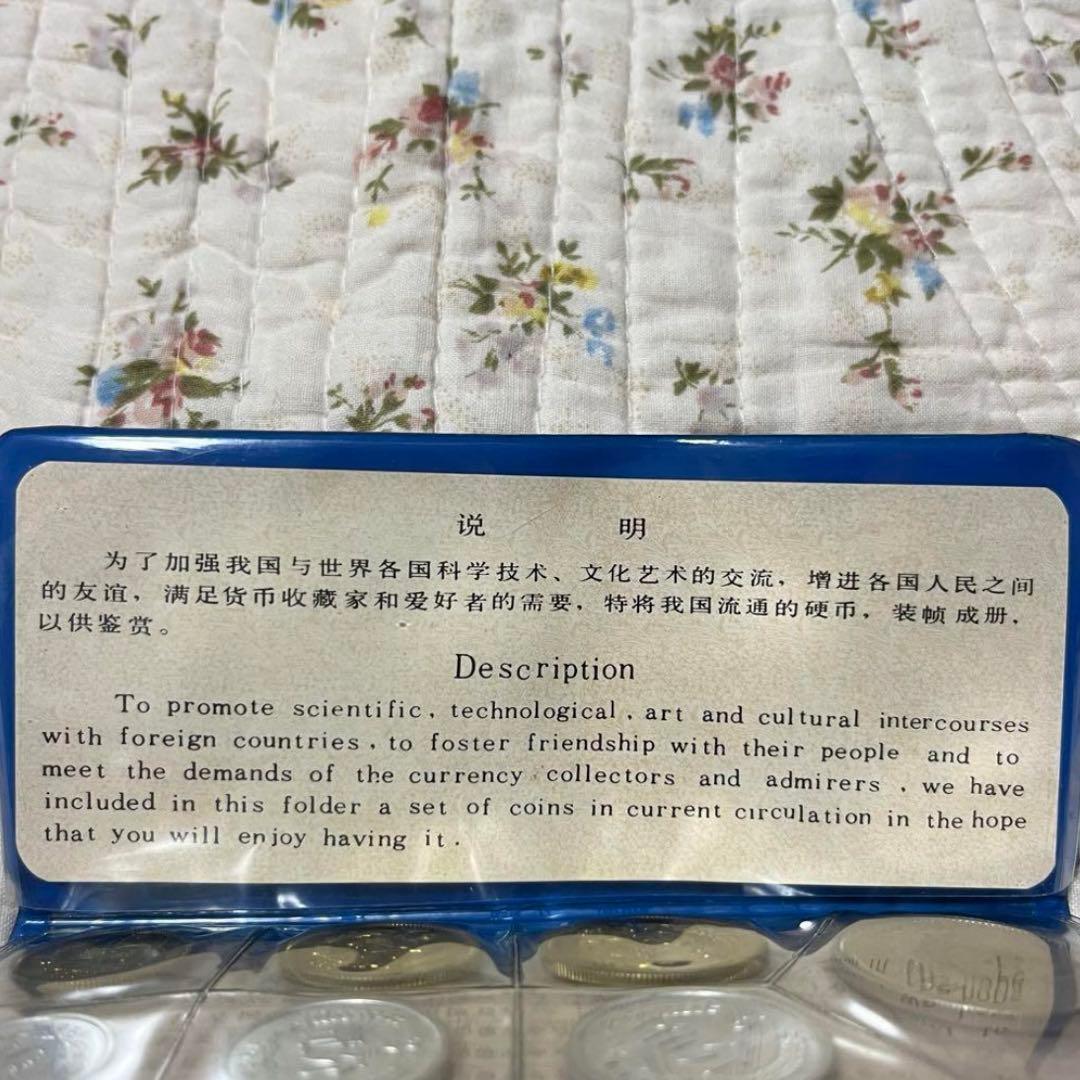 说 明
为了加强我国与世界各国科学技术、文化艺术的交流，增进各国人民之间
的友谊，满足货币收藏家和爱好者的需要，特将我国流通的硬币，装帧成册，
以供鉴赏。
Description
To promote scientific, technological, art and cultural intercourses
with foreign countries, to foster friendship with their people and to
meet the demands of the currency collectors and admirers, we have
included in this folder a set of coins in current circulation in the hope
that you will enjoy having it.